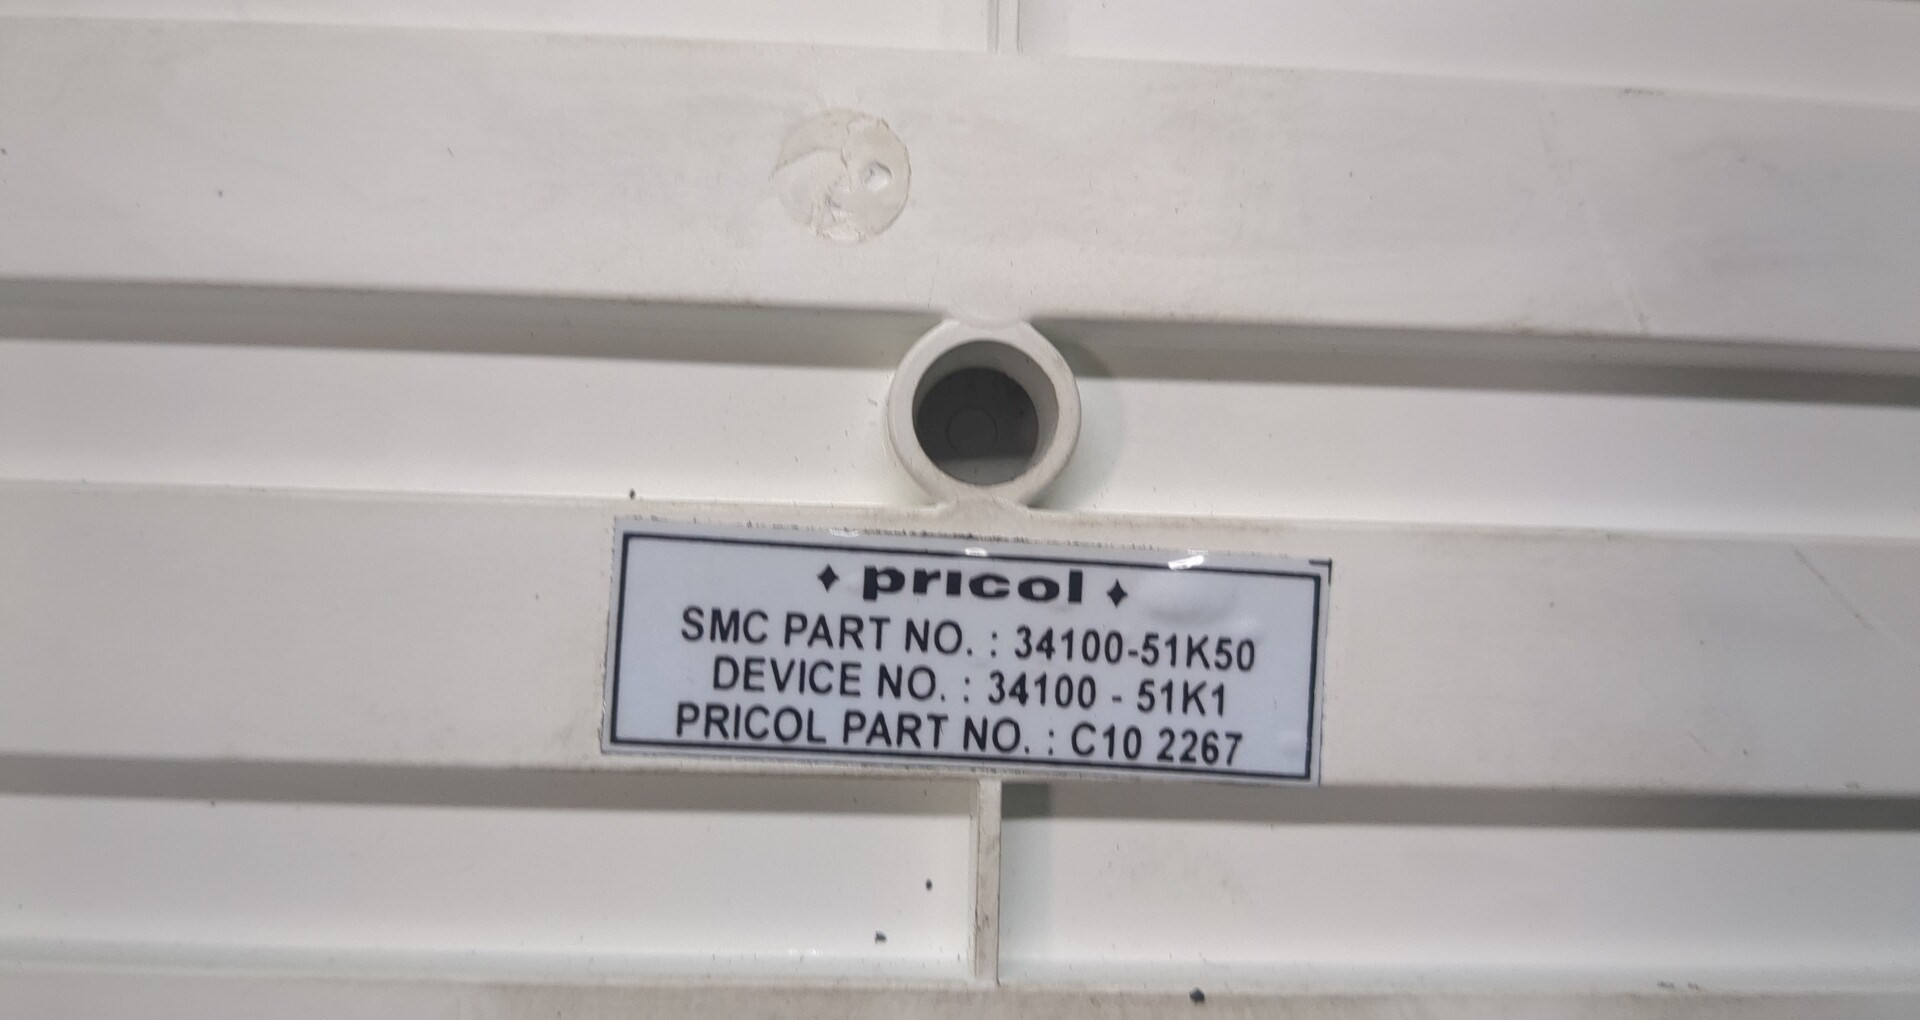 pricol
SMC PART NO. : 34100-51K50
DEVICE NO. : 34100 - 51K1
PRICOL PART NO. : C10 2267